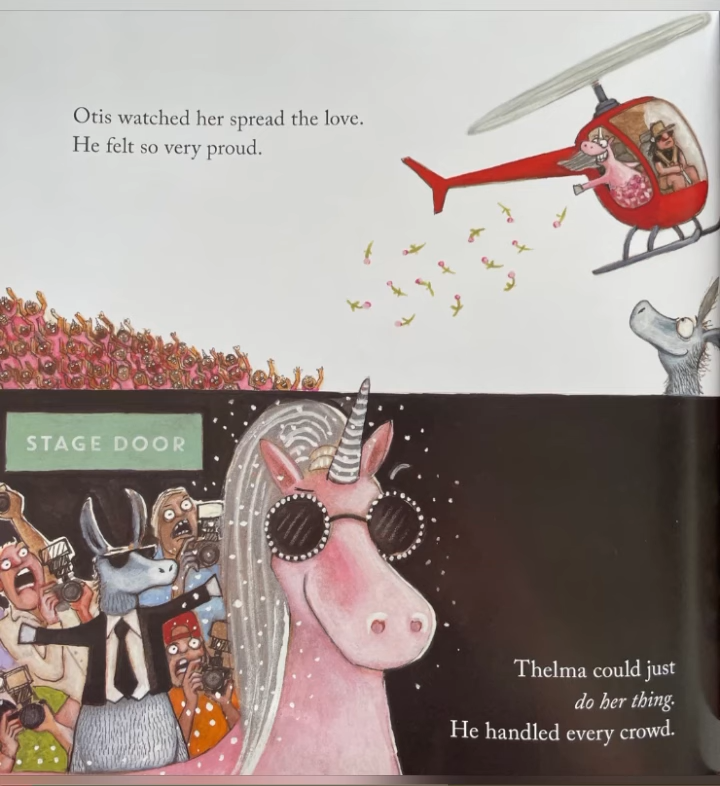 Otis watched her spread the love.
He felt so very proud.
STAGE DOOR
Thelma could just
do her thing.
He handled every crowd.